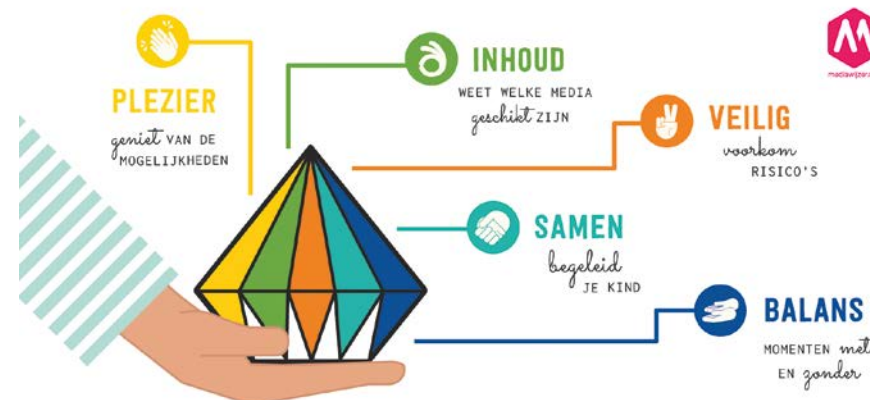 PLEZIER
geniet VAN DE
MOGELIJKHEDEN
INHOUD
WEET WELKE MEDIA
geschikt ZIJN
VEILIG
voorkom
RISICO'S
SAMEN
begeleid
JE KIND
BALANS
MOMENTEN met
EN zonder